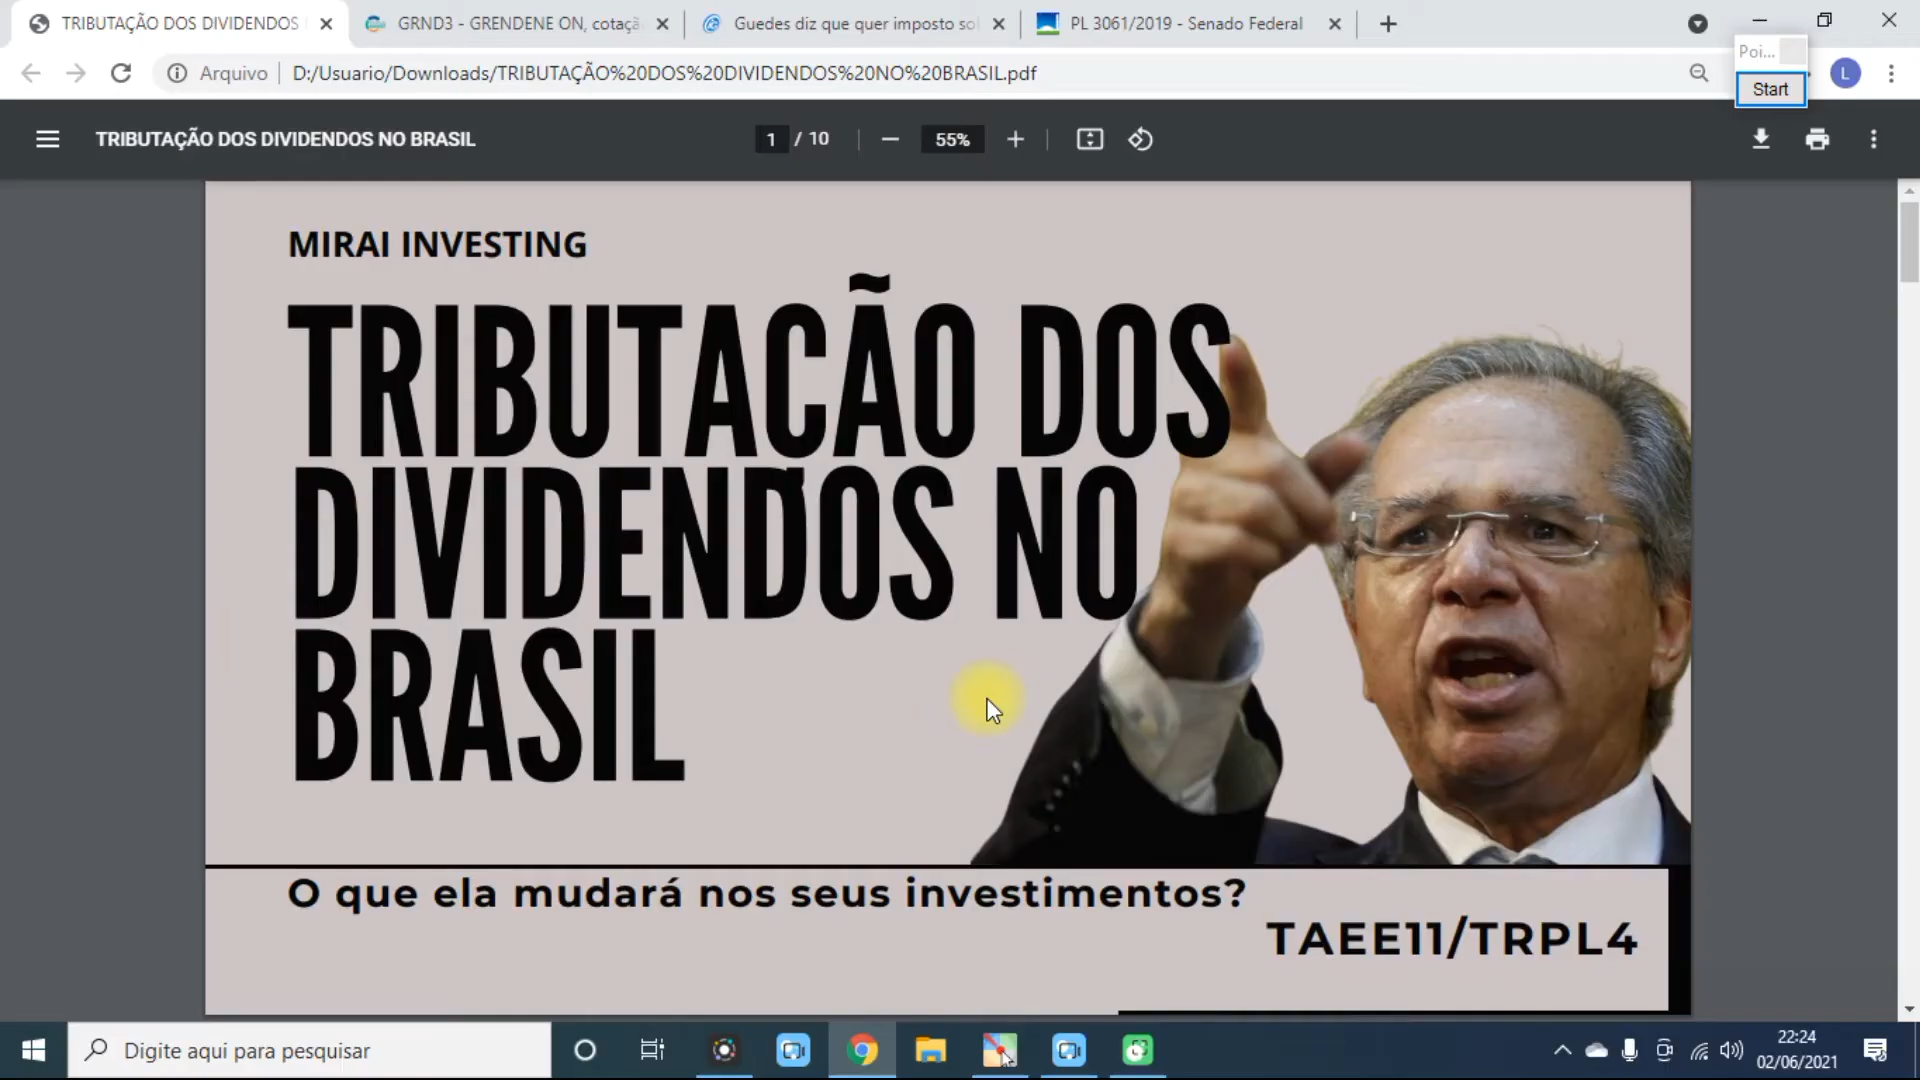 TRIBUTAÇÃO DOS DIVIDENDOS
GRND3 - GRENDENE ON, cotaçã
Guedes diz que quer imposto so
PL 3061/2019 - Senado Federal
Poi...
Start
Arquivo
D:/Usuario/Downloads/TRIBUTAÇÃO%20DOS%20DIVIDENDOS%20NO%20BRASIL.pdf
L
TRIBUTAÇÃO DOS DIVIDENDOS NO BRASIL
1 / 10
55%
MIRAI INVESTING
TRIBUTAÇÃO DOS
DIVIDENDOS NO
BRASIL
O que ela mudará nos seus investimentos?
TAEE11/TRPL4
Digite aqui para pesquisar
22:24
02/06/2021